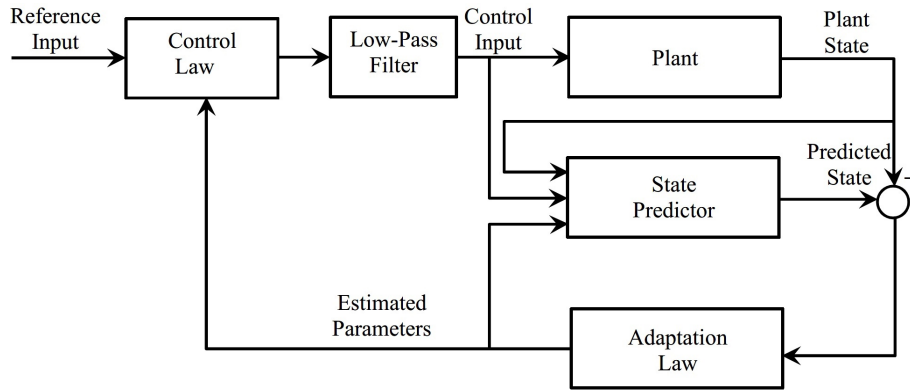 Reference
Input
Control
Law
Low-Pass
Filter
Control
Input
Plant
Plant
State
State
Predictor
Predicted
State
-
Estimated
Parameters
Adaptation
Law